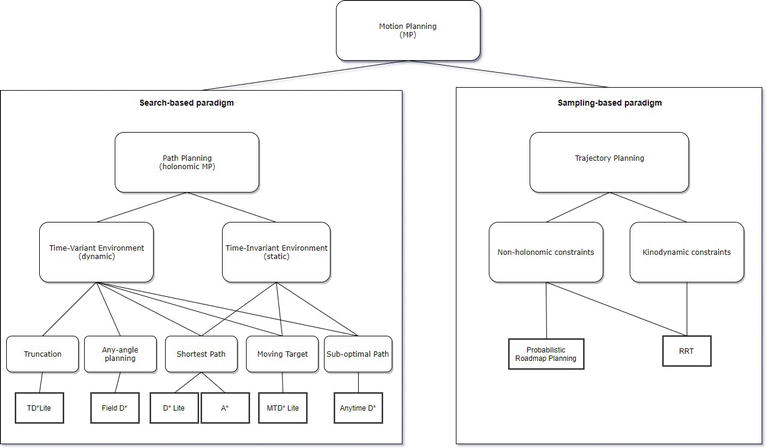 Motion Planning
(MP)
Search-based paradigm
Sampling-based paradigm
Path Planning
(holonomic MP)
Trajectory Planning
Time-Variant Environment
(dynamic)
Time-Invariant Environment
(static)
Non-holonomic constraints
Kinodynamic constraints
Truncation
Any-angle
planning
Shortest Path
Moving Target
Sub-optimal Path
Probabilistic
Roadmap Planning
RRT
TD*Lite
Field D*
D* Lite
A*
MTD* Lite
Anytime D*